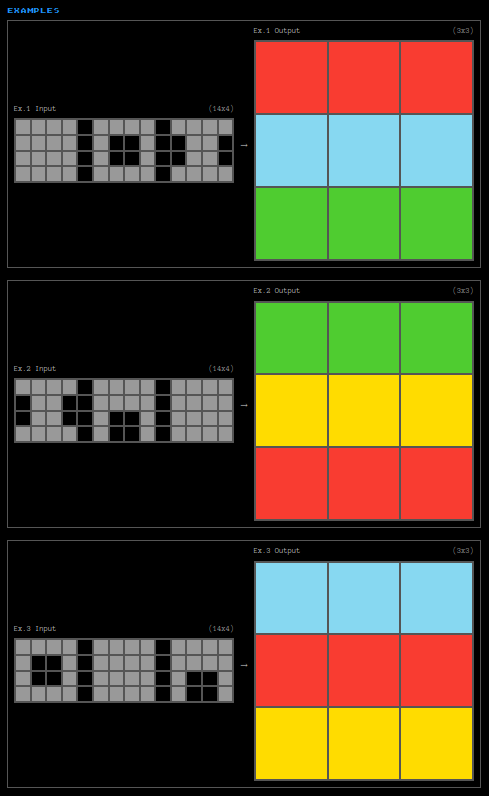 EXAMPLES
Ex.1 Input (14x4)
→
Ex.1 Output (3x3)
Ex.2 Input (14x4)
→
Ex.2 Output (3x3)
Ex.3 Input (14x4)
→
Ex.3 Output (3x3)